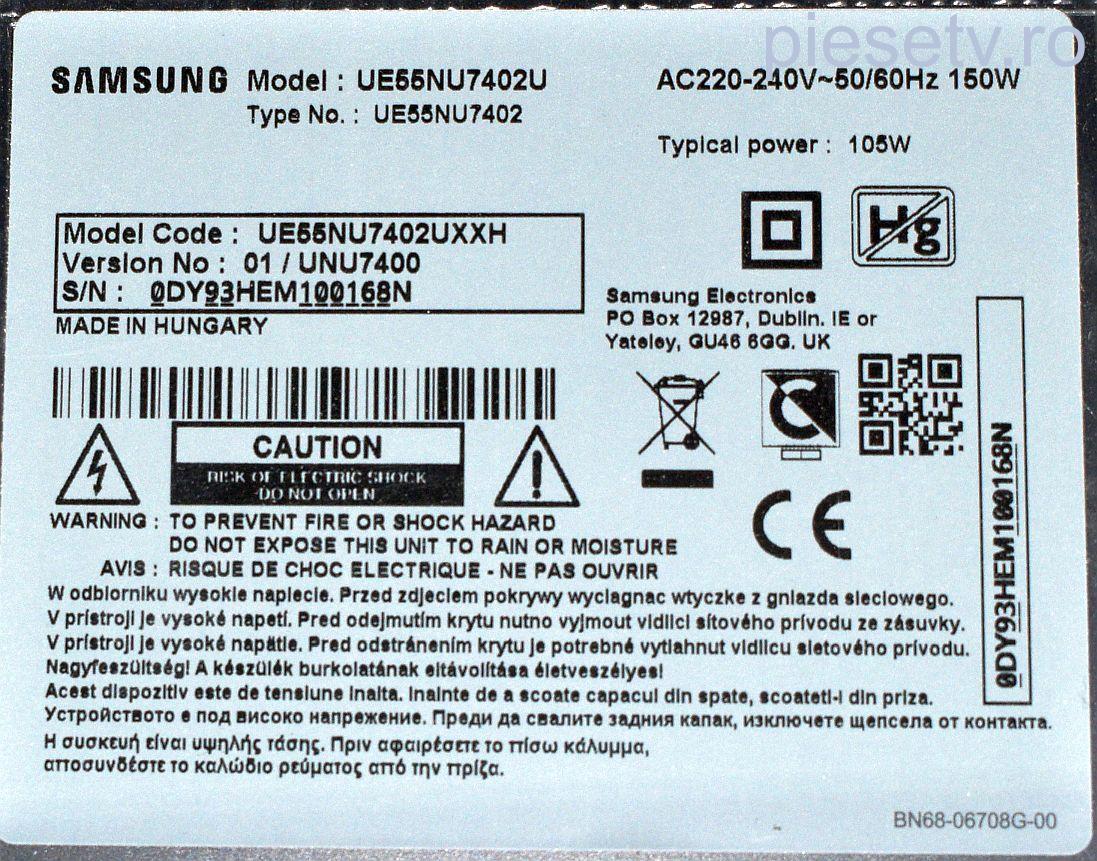 piesetv.ro
SAMSUNG Model : UE55NU7402U
Type No. : UE55NU7402
AC220-240V~50/60Hz 150W
Typical power : 105W
Model Code : UE55NU7402UXXH
Version No : 01 / UNU7400
S/N : 0DY93HEM100168N
MADE IN HUNGARY
Hg
Samsung Electronics
PO Box 12987, Dublin. IE or
Yateley, GU46 6GG. UK
CAUTION
RISK OF ELECTRIC SHOCK
DO NOT OPEN
C
CE
0DY93HEM100168N
WARNING : TO PREVENT FIRE OR SHOCK HAZARD
DO NOT EXPOSE THIS UNIT TO RAIN OR MOISTURE
AVIS : RISQUE DE CHOC ELECTRIQUE - NE PAS OUVRIR
W odbiorniku wysokie napiecie. Przed zdjeciem pokrywy wyciagnac wtyczke z gniazda sieciowego.
V prístroji je vysoké napetí. Pred odejmutím krytu nutno vyjmout vidlici sítového prívodu ze zásuvky.
V prístroji je vysoké napätie. Pred odstránením krytu je potrebné vytiahnut vidlicu sietového prívodu.
Nagyfeszültség! A készülék burkolatának eltávolítása életveszélyes!
Acest dispozitiv este de tensiune inalta. Inainte de a scoate capacul din spate, scoateti-l din priza.
Устройството е под високо напрежение. Преди да свалите задния капак, изключете щепсела от контакта.
Η συσκευή είναι υψηλής τάσης. Πριν αφαιρέσετε το πίσω κάλυμμα,
αποσυνδέστε το καλώδιο ρεύματος από την πρίζα.
BN68-06708G-00